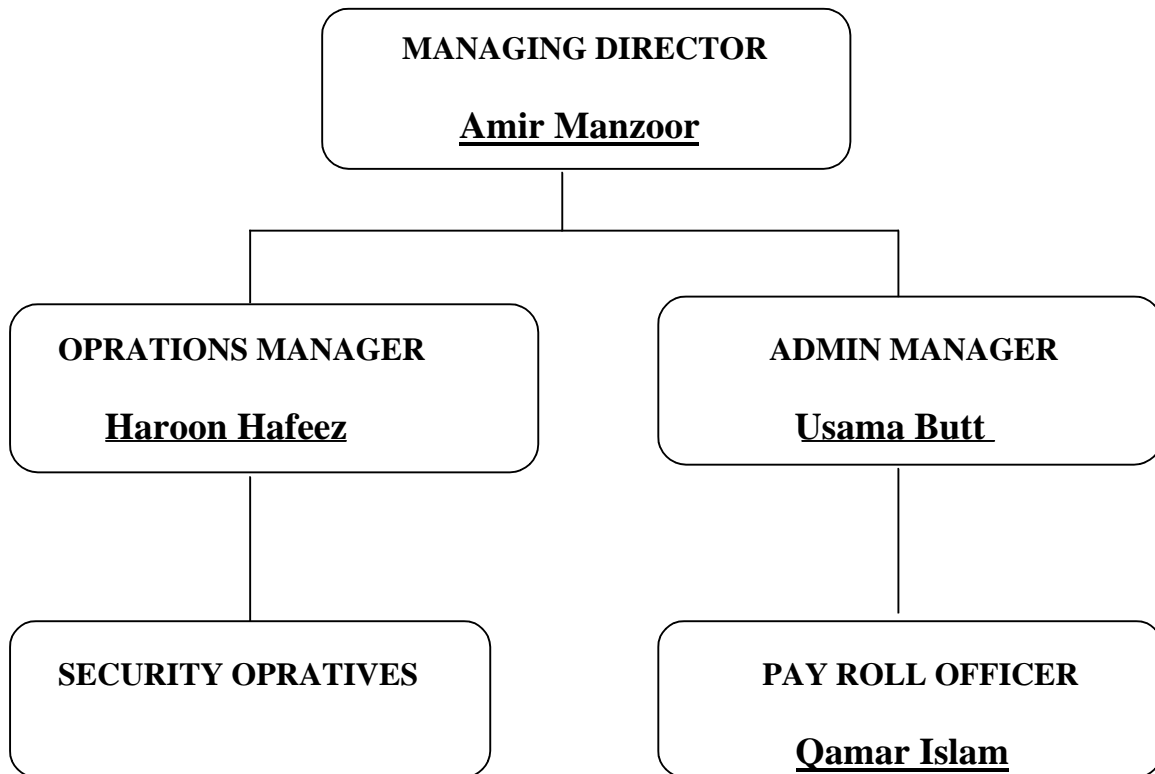 MANAGING DIRECTOR
Amir Manzoor
OPRATIONS MANAGER
Haroon Hafeez
ADMIN MANAGER
Usama Butt
SECURITY OPRATIVES
PAY ROLL OFFICER
Qamar Islam